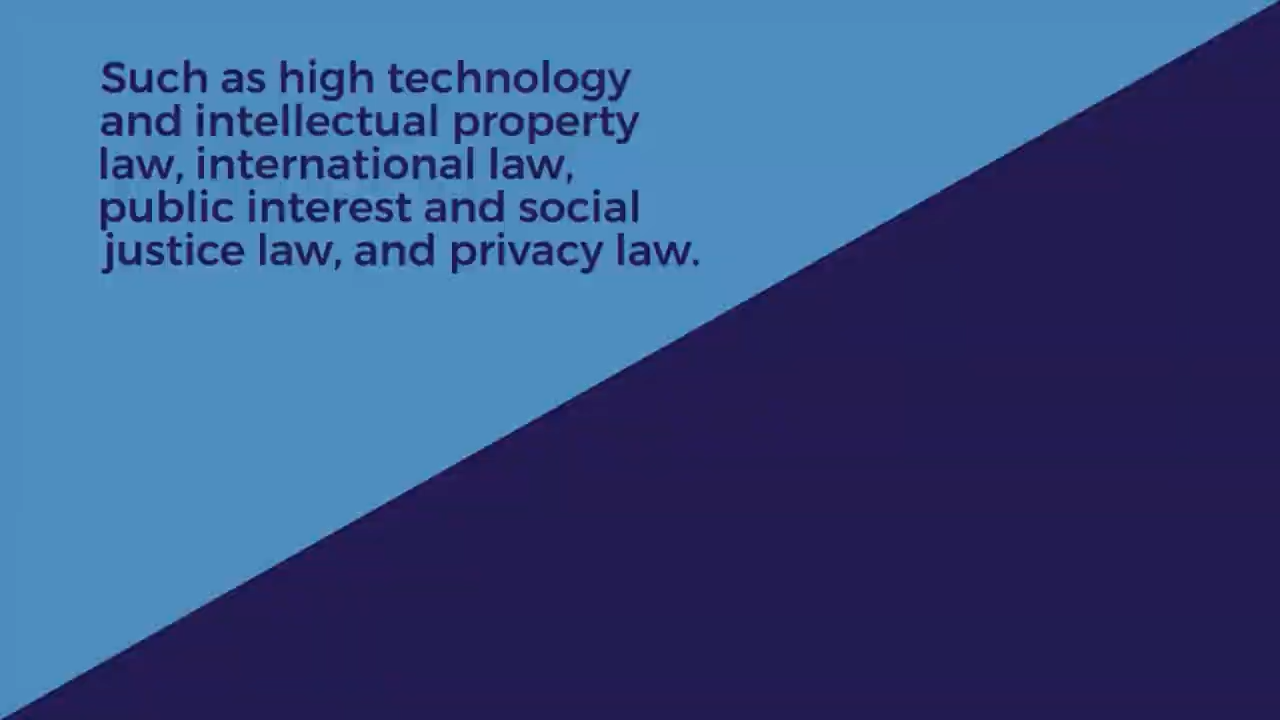 Such as high technology
and intellectual property
law, international law,
public interest and social
justice law, and privacy law.